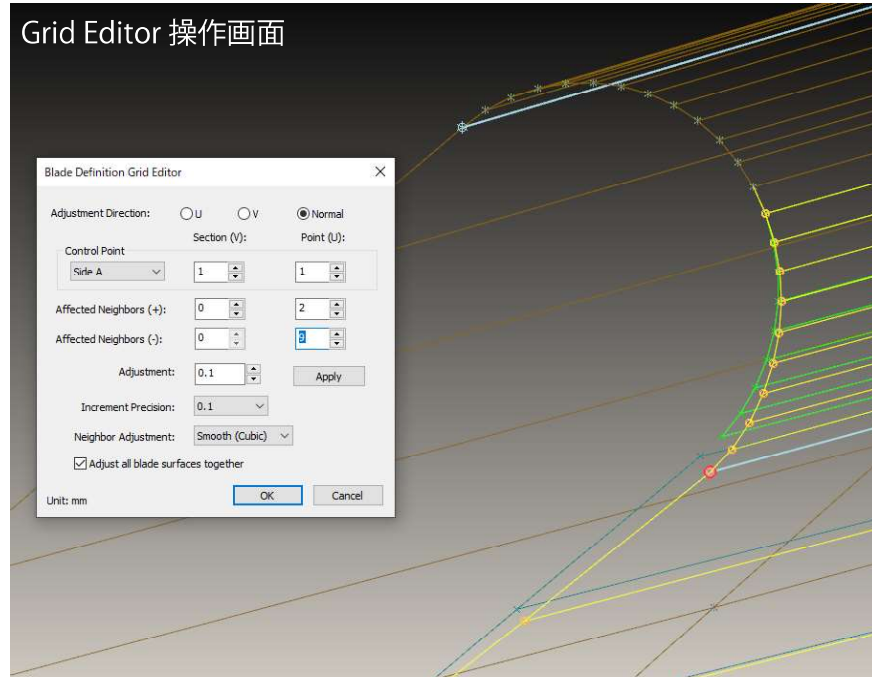 Grid Editor 操作画面
Blade Definition Grid Editor
Adjustment Direction: U V Normal
Section (V): Point (U):
Control Point
Side A 1 1
Affected Neighbors (+): 0 2
Affected Neighbors (-): 0 9
Adjustment: 0.1 Apply
Increment Precision: 0.1
Neighbor Adjustment: Smooth (Cubic)
Adjust all blade surfaces together
Unit: mm OK Cancel